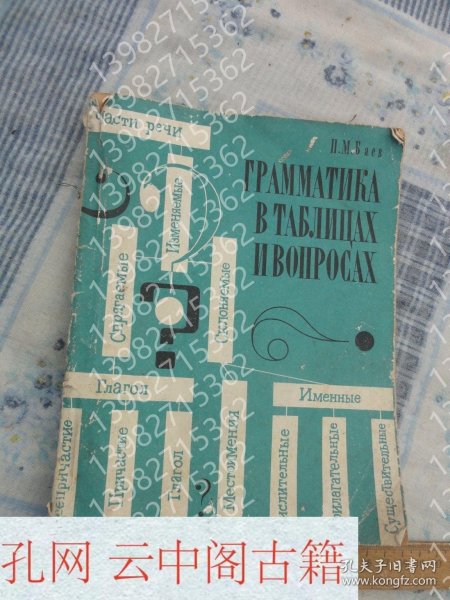 Части речи
П.М.Баев
ГРАММАТИКА
В ТАБЛИЦАХ
И ВОПРОСАХ
Изменяемые
Спрягаемые
Склоняемые
Глагол
Именные
Деепричастие
Причастие
Глагол
Местоимения
Числительные
Прилагательные
Существительные
13982715362
孔网 云中阁古籍
孔夫子旧书网
www.kongfz.com